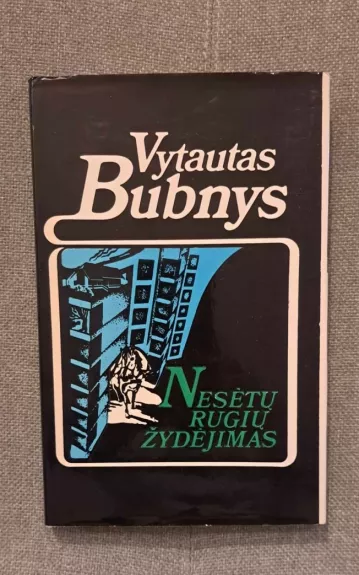 Vytautas
Bubnys
NESĖTŲ
RUGIŲ
ŽYDĖJIMAS